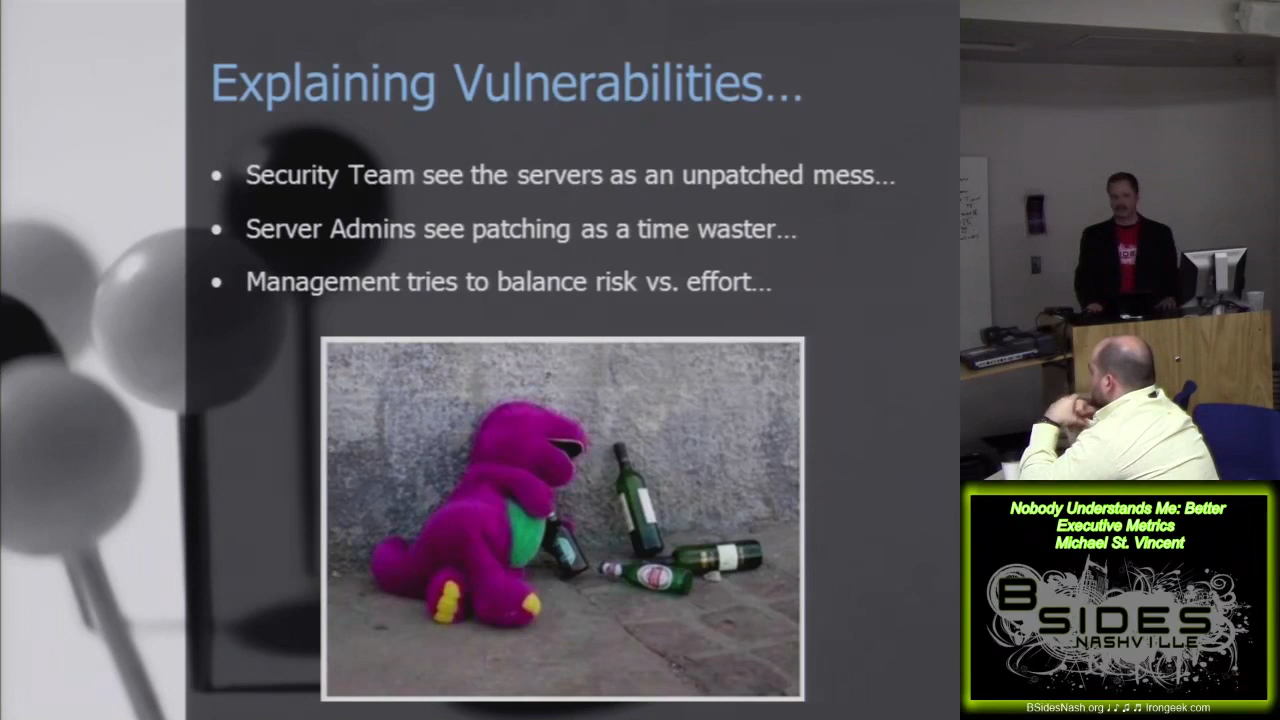 Explaining Vulnerabilities…
• Security Team see the servers as an unpatched mess…
• Server Admins see patching as a time waster…
• Management tries to balance risk vs. effort…
Nobody Understands Me: Better
Executive Metrics
Michael St. Vincent
BSIDES
NASHVILLE
BSidesNash.org ♩ ♪ ♫ ♬ Irongeek.com